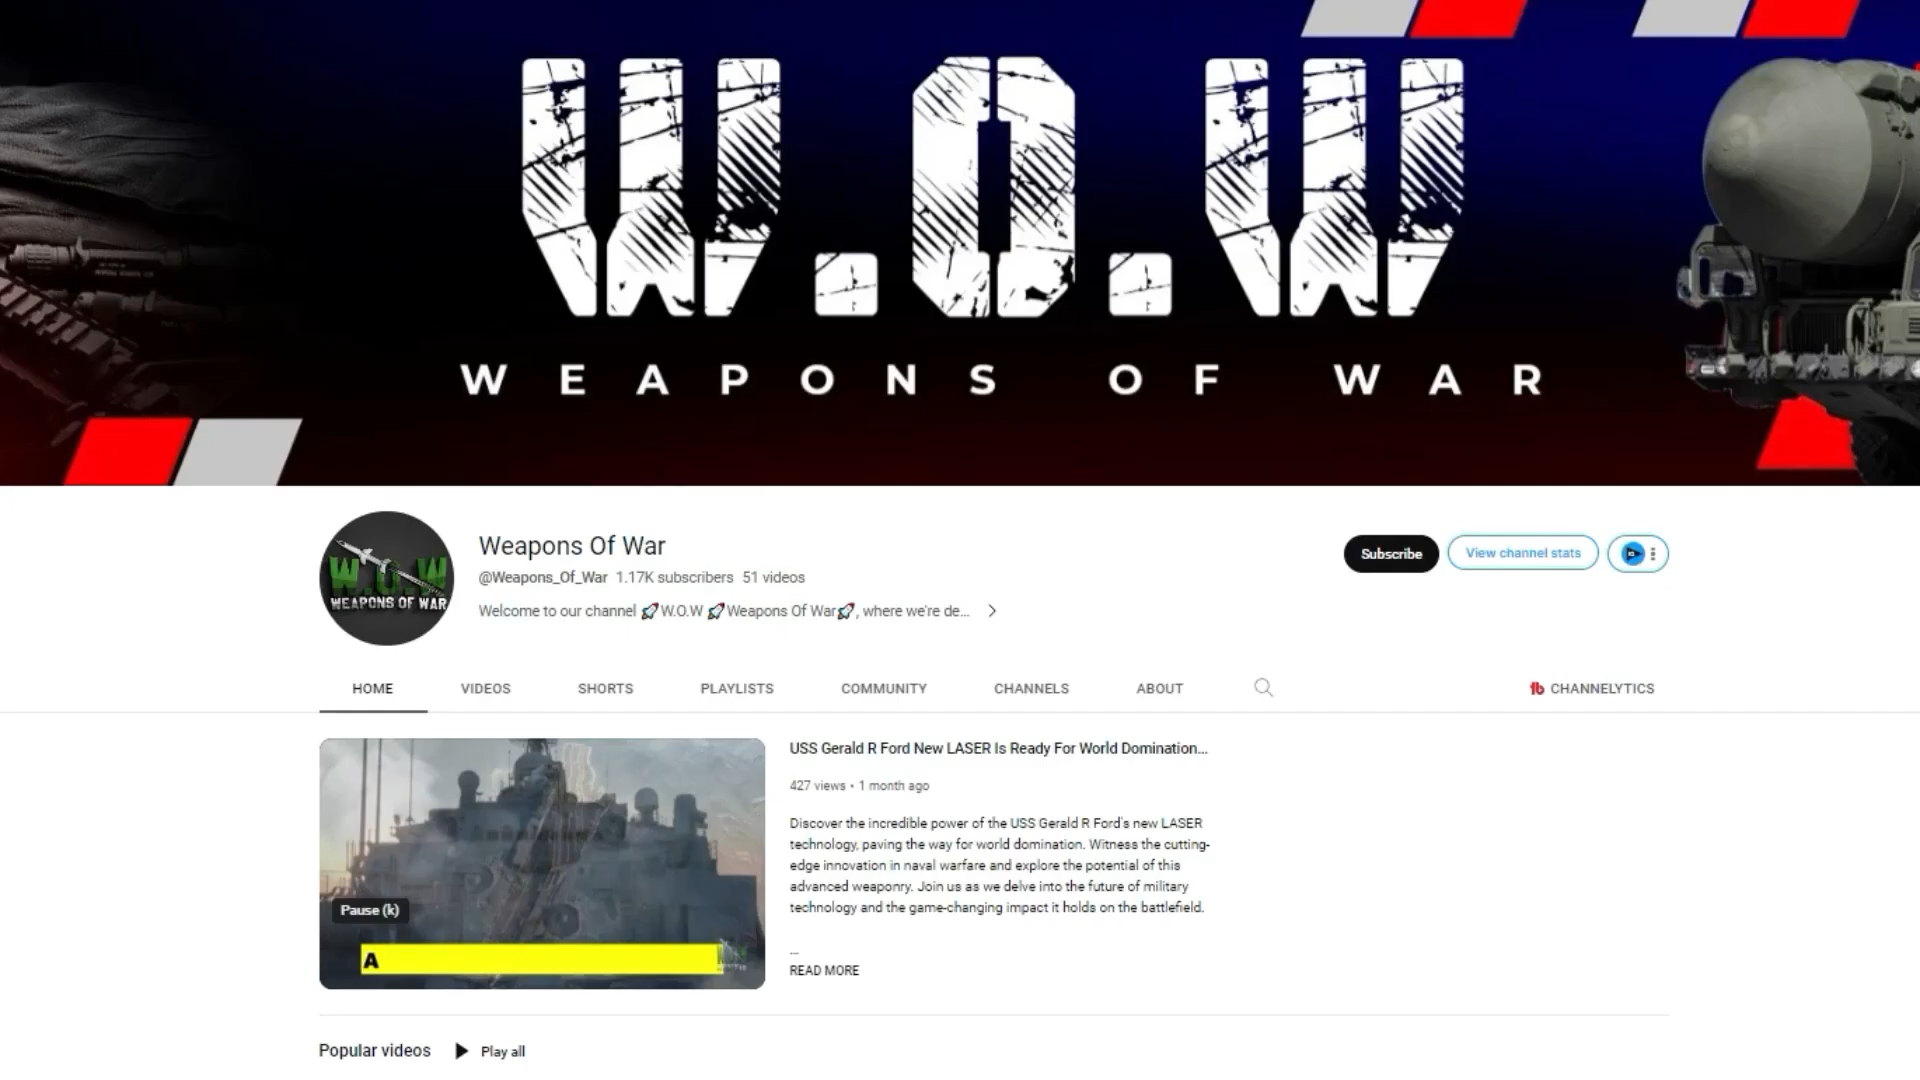 W.O.W
WEAPONS OF WAR
W.O.W
WEAPONS OF WAR
Weapons Of War
@Weapons_Of_War 1.17K subscribers 51 videos
Welcome to our channel 🚀W.O.W 🚀Weapons Of War🚀, where we're de...
Subscribe
View channel stats
HOME
VIDEOS
SHORTS
PLAYLISTS
COMMUNITY
CHANNELS
ABOUT
CHANNELYTICS
USS Gerald R Ford New LASER Is Ready For World Domination...
427 views • 1 month ago
Discover the incredible power of the USS Gerald R Ford's new LASER
technology, paving the way for world domination. Witness the cutting-
edge innovation in naval warfare and explore the potential of this
advanced weaponry. Join us as we delve into the future of military
technology and the game-changing impact it holds on the battlefield.
...
READ MORE
Pause (k)
A
Popular videos
Play all